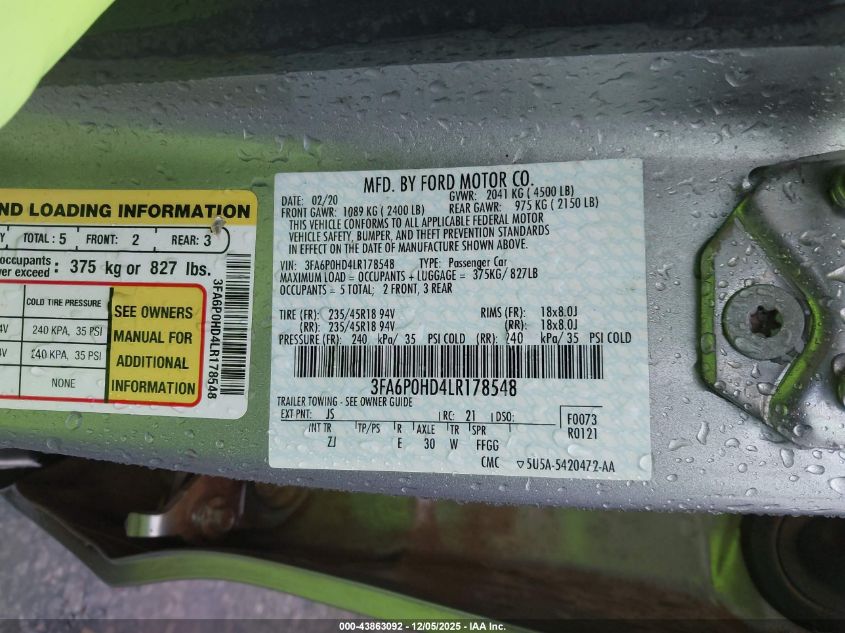 ND LOADING INFORMATION
Y TOTAL: 5 FRONT: 2 REAR: 3
occupants
ver exceed : 375 kg or 827 lbs.
COLD TIRE PRESSURE
4V 240 KPA, 35 PSI
4V 240 KPA, 35 PSI
NONE
SEE OWNERS
MANUAL FOR
ADDITIONAL
INFORMATION
3FA6P0HD4LR178548
MFD. BY FORD MOTOR CO.
DATE: 02/20 GVWR: 2041 KG ( 4500 LB)
FRONT GAWR: 1089 KG ( 2400 LB) REAR GAWR: 975 KG ( 2150 LB)
THIS VEHICLE CONFORMS TO ALL APPLICABLE FEDERAL MOTOR
VEHICLE SAFETY, BUMPER, AND THEFT PREVENTION STANDARDS
IN EFFECT ON THE DATE OF MANUFACTURE SHOWN ABOVE.
VIN: 3FA6P0HD4LR178548 TYPE: Passenger Car
MAXIMUM LOAD = OCCUPANTS + LUGGAGE = 375KG/827LB
OCCUPANTS = 5 TOTAL; 2 FRONT, 3 REAR
TIRE (FR): 235/45R18 94V RIMS (FR): 18x8.0J
(RR): 235/45R18 94V (RR): 18x8.0J
PRESSURE (FR): 240 kPa/ 35 PSI COLD (RR): 240 kPa/35 PSI COLD
3FA6P0HD4LR178548
TRAILER TOWING - SEE OWNER GUIDE
EXT PNT: JS RC: 21 DSO: F0073
INT TR TP/PS R AXLE TR SPR R0121
ZJ E 30 W FFGG
CMC ▽5U5A-5420472-AA
000-43863092 - 12/05/2025 - IAA Inc.